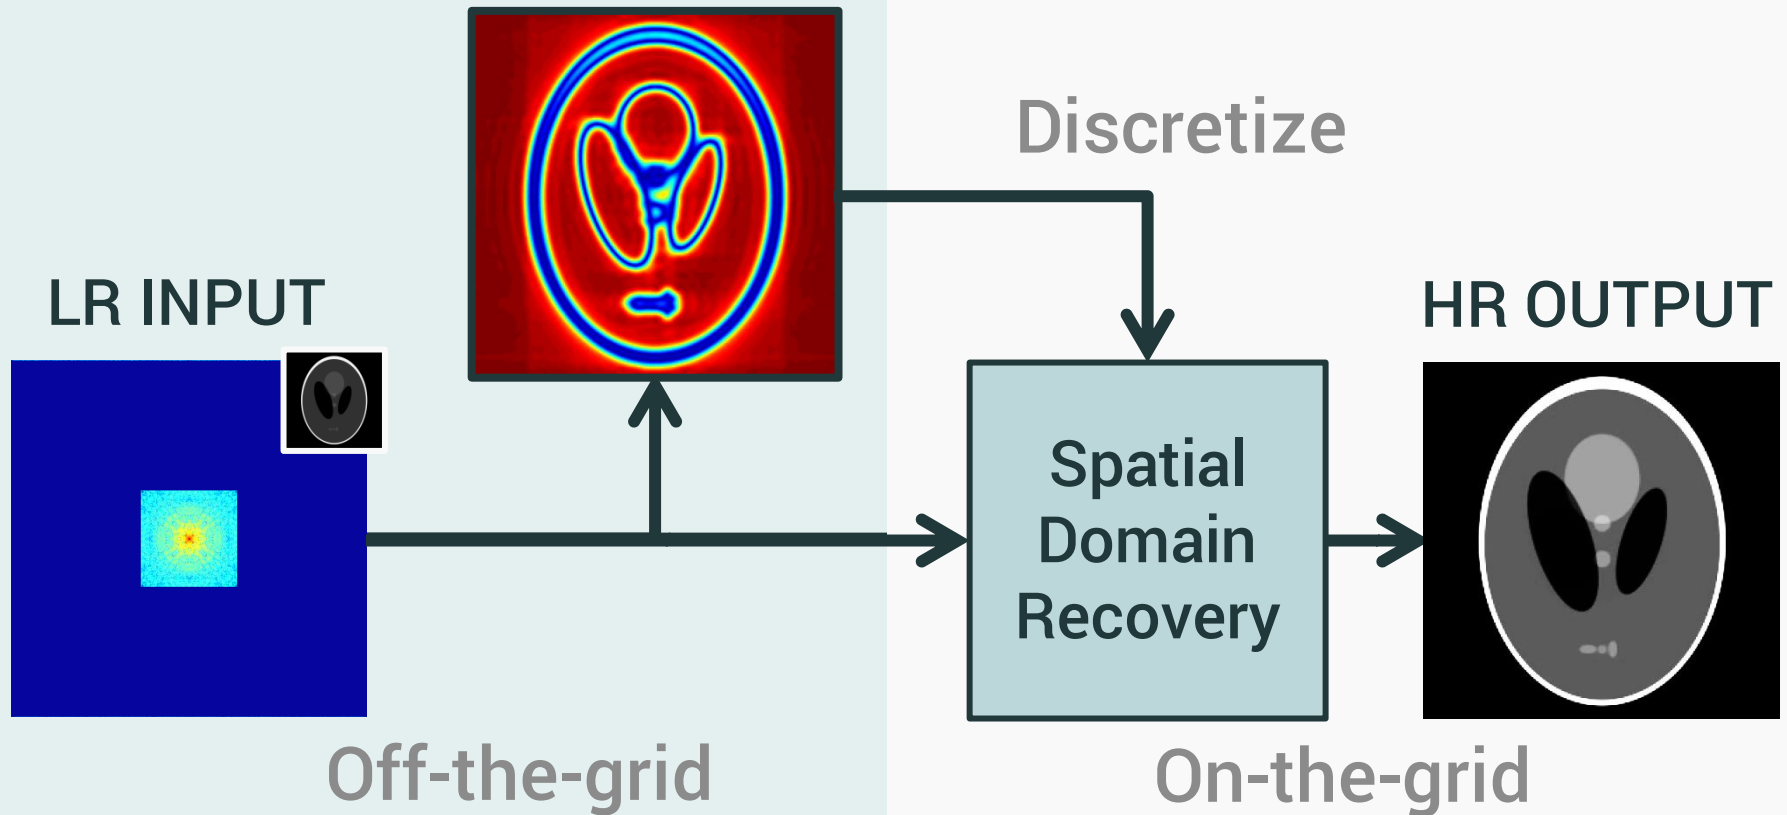 Discretize
LR INPUT
HR OUTPUT
Spatial
Domain
Recovery
Off-the-grid
On-the-grid